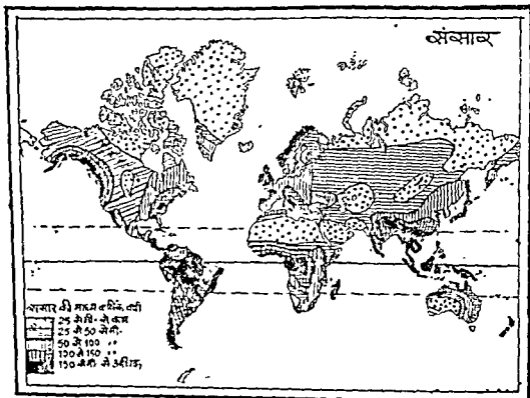 संसार
संसार की माध्य वार्षिक वर्षा
25 से.मी. से कम
25 से 50 से.मी.
50 से 100 "
100 से 150 "
150 से.मी. से अधिक